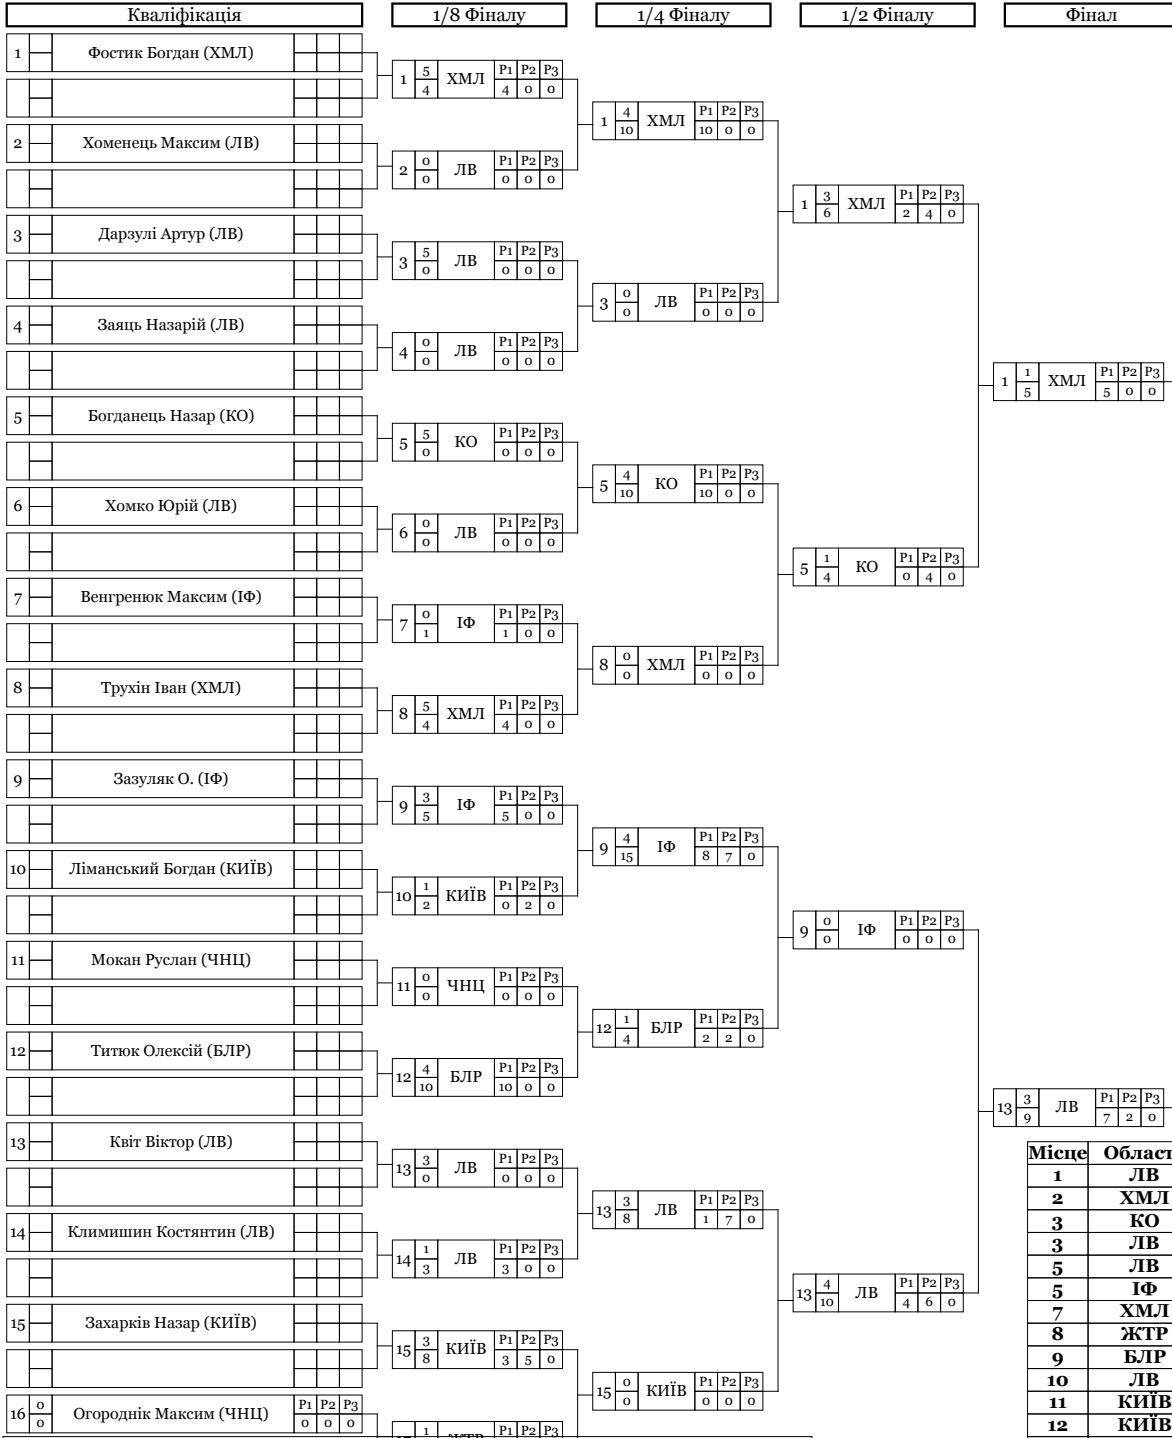 Кваліфікація
1/8 Фіналу
1/4 Фіналу
1/2 Фіналу
Фінал
1 Фостик Богдан (ХМЛ)
2 Хоменець Максим (ЛВ)
3 Дарзулі Артур (ЛВ)
4 Заяць Назарій (ЛВ)
5 Богданець Назар (КО)
6 Хомко Юрій (ЛВ)
7 Венгренюк Максим (ІФ)
8 Трухін Іван (ХМЛ)
9 Зазуляк О. (ІФ)
10 Ліманський Богдан (КИЇВ)
11 Мокан Руслан (ЧНЦ)
12 Титюк Олексій (БЛР)
13 Квіт Віктор (ЛВ)
14 Климишин Костянтин (ЛВ)
15 Захарків Назар (КИЇВ)
16 0 Огороднік Максим (ЧНЦ) P1 P2 P3
0 0 0 0
1 5 ХМЛ P1 P2 P3
4 4 0 0
2 0 ЛВ P1 P2 P3
0 0 0 0
3 5 ЛВ P1 P2 P3
0 0 0 0
4 0 ЛВ P1 P2 P3
0 0 0 0
5 5 КО P1 P2 P3
0 0 0 0
6 0 ЛВ P1 P2 P3
0 0 0 0
7 0 ІФ P1 P2 P3
1 1 0 0
8 5 ХМЛ P1 P2 P3
4 4 0 0
9 3 ІФ P1 P2 P3
5 5 0 0
10 1 КИЇВ P1 P2 P3
2 0 2 0
11 0 ЧНЦ P1 P2 P3
0 0 0 0
12 4 БЛР P1 P2 P3
10 10 0 0
13 3 ЛВ P1 P2 P3
0 0 0 0
14 1 ЛВ P1 P2 P3
3 3 0 0
15 3 КИЇВ P1 P2 P3
8 3 5 0
1 P1 P2 P3
1 4 ХМЛ P1 P2 P3
10 10 0 0
3 0 ЛВ P1 P2 P3
0 0 0 0
5 4 КО P1 P2 P3
10 10 0 0
8 0 ХМЛ P1 P2 P3
0 0 0 0
9 4 ІФ P1 P2 P3
15 8 7 0
12 1 БЛР P1 P2 P3
4 2 2 0
13 3 ЛВ P1 P2 P3
8 1 7 0
15 0 КИЇВ P1 P2 P3
0 0 0 0
1 3 ХМЛ P1 P2 P3
6 2 4 0
5 1 КО P1 P2 P3
4 0 4 0
9 0 ІФ P1 P2 P3
0 0 0 0
13 4 ЛВ P1 P2 P3
10 4 6 0
1 1 ХМЛ P1 P2 P3
5 5 0 0
13 3 ЛВ P1 P2 P3
9 7 2 0
Місце Област
1 ЛВ
2 ХМЛ
3 КО
3 ЛВ
5 ЛВ
5 ІФ
7 ХМЛ
8 ЖТР
9 БЛР
10 ЛВ
11 КИЇВ
12 КИЇВ